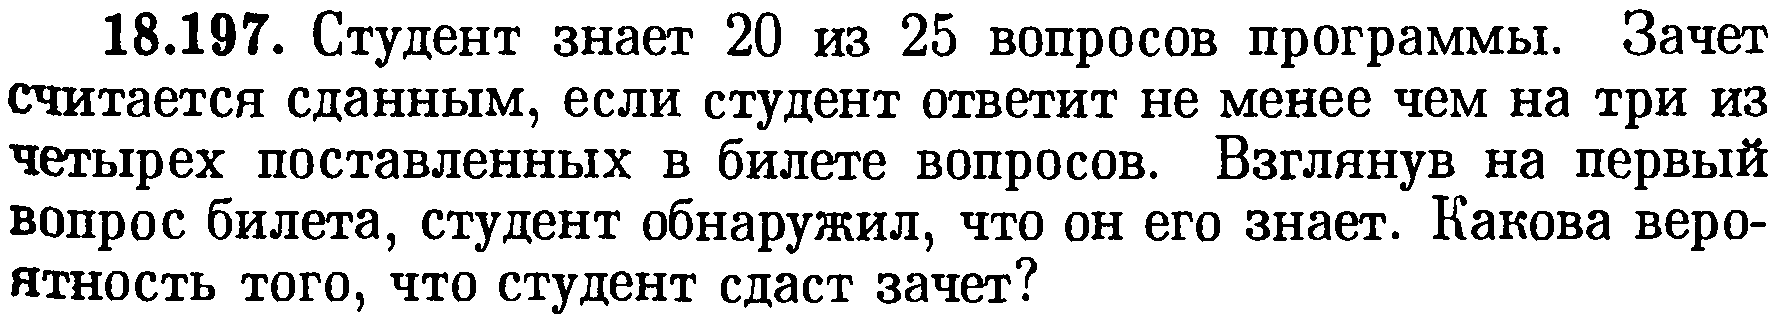 18.197. Студент знает 20 из 25 вопросов программы. Зачет
считается сданным, если студент ответит не менее чем на три из
четырех поставленных в билете вопросов. Взглянув на первый
вопрос билета, студент обнаружил, что он его знает. Какова веро-
ятность того, что студент сдаст зачет?